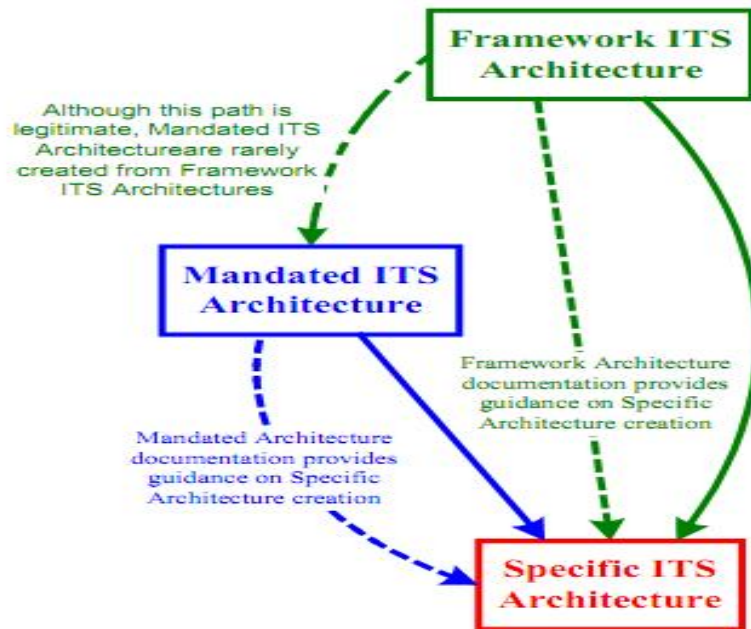 Framework ITS
Architecture
Although this path is
legitimate, Mandated ITS
Architectureare rarely
created from Framework
ITS Architectures
Mandated ITS
Architecture
Framework Architecture
documentation provides
guidance on Specific
Architecture creation
Mandated Architecture
documentation provides
guidance on Specific
Architecture creation
Specific ITS
Architecture